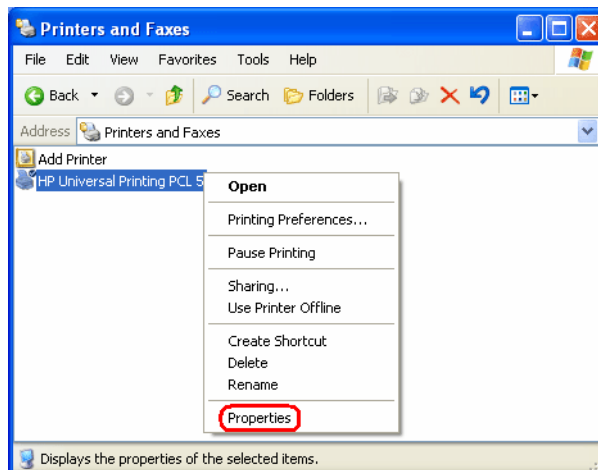 Printers and Faxes
File Edit View Favorites Tools Help
Back Search Folders
Address Printers and Faxes
Add Printer
HP Universal Printing PCL 5
Open
Printing Preferences...
Pause Printing
Sharing...
Use Printer Offline
Create Shortcut
Delete
Rename
Properties
Displays the properties of the selected items.